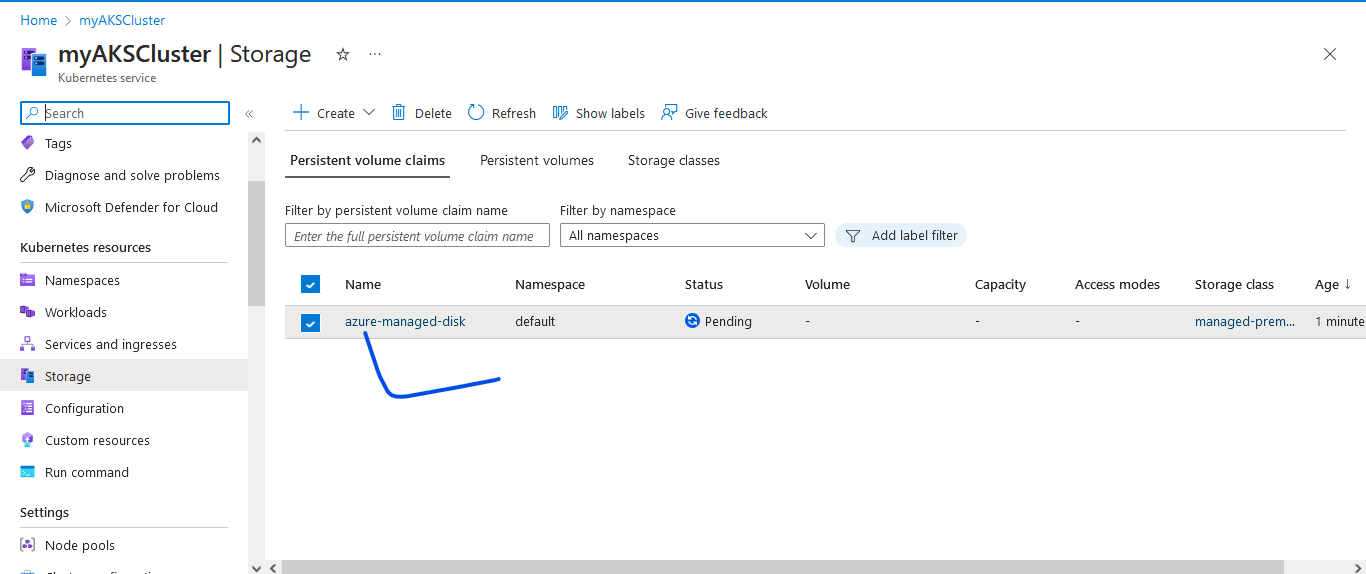 Home > myAKSCluster
myAKSCluster | Storage
Kubernetes service
Search
Tags
Diagnose and solve problems
Microsoft Defender for Cloud
Kubernetes resources
Namespaces
Workloads
Services and ingresses
Storage
Configuration
Custom resources
Run command
Settings
Node pools
Create Delete Refresh Show labels Give feedback
Persistent volume claims Persistent volumes Storage classes
Filter by persistent volume claim name Filter by namespace
Enter the full persistent volume claim name All namespaces Add label filter
Name Namespace Status Volume Capacity Access modes Storage class Age ↓
azure-managed-disk default Pending - - - managed-prem... 1 minute